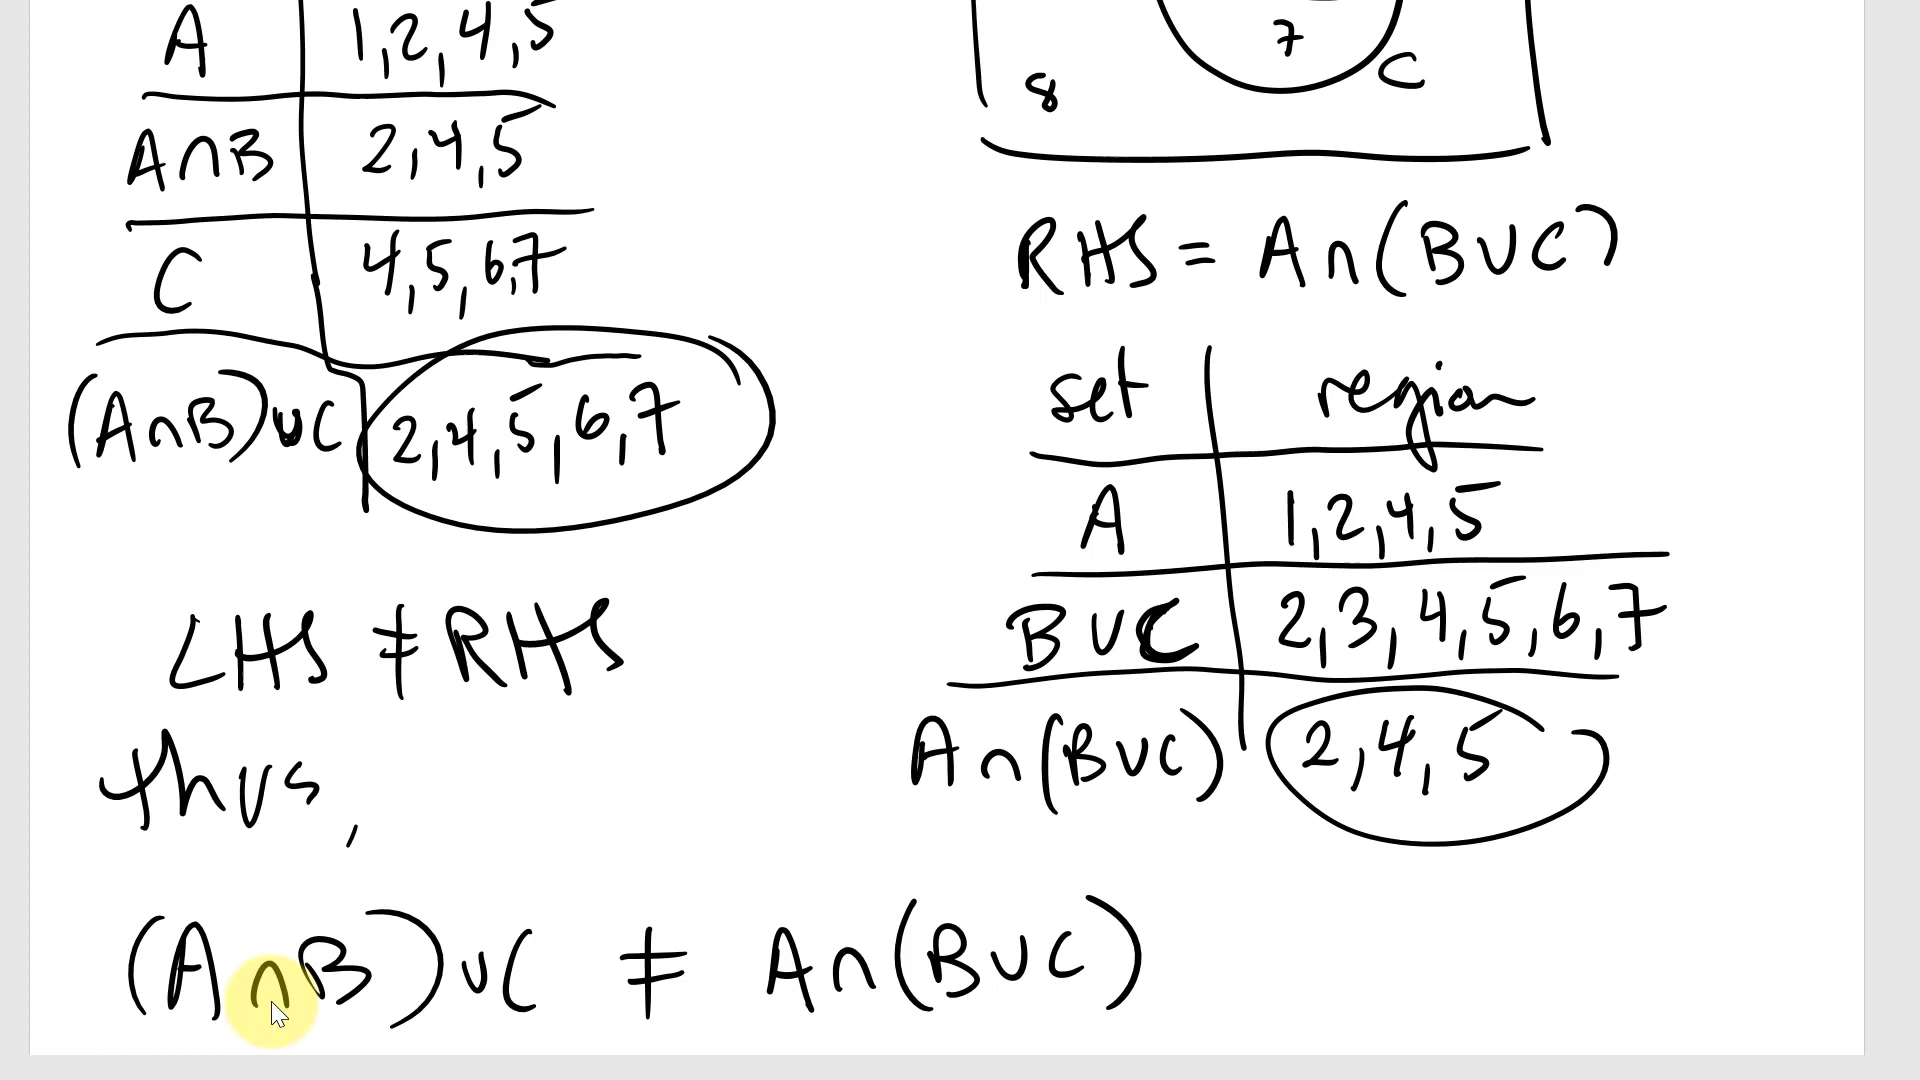 A 1,2,4,5
A∩B 2,4,5
C 4,5,6,7
(A∩B)∪C 2,4,5,6,7
LHS ≠ RHS
thus,
7
C
8
RHS = A∩(B∪C)
set region
A 1,2,4,5
B∪C 2,3,4,5,6,7
A∩(B∪C) 2,4,5
(A∩B)∪C ≠ A∩(B∪C)